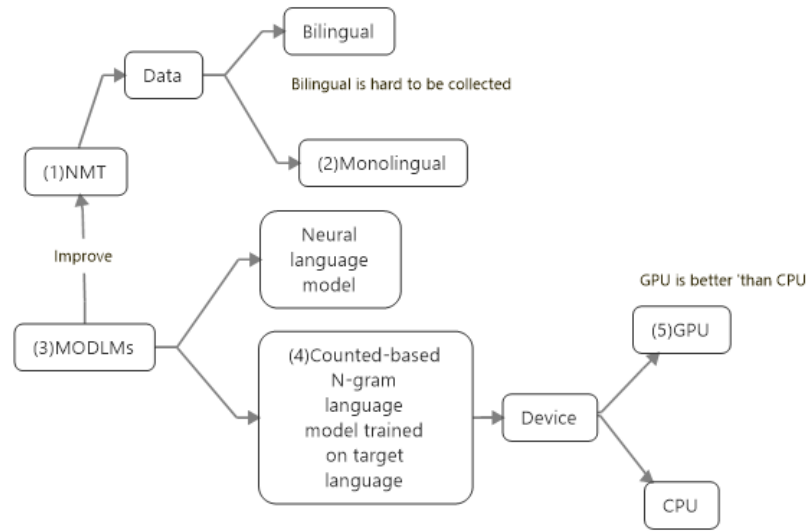 Bilingual
Data
Bilingual is hard to be collected
(1)NMT
(2)Monolingual
Improve
Neural
language
model
GPU is better 'than CPU
(3)MODLMs
(4)Counted-based
N-gram
language
model trained
on target
language
(5)GPU
Device
CPU